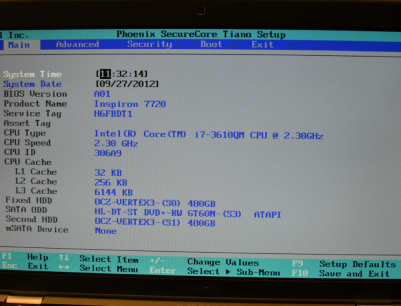 Inc. Phoenix SecureCore Tiano Setup
Main Advanced Security Boot Exit
System Time [11:32:14]
System Date [09/27/2012]
BIOS Version A01
Product Name Inspiron 7720
Service Tag H6FBDT1
Asset Tag
CPU Type Intel(R) Core(TM) i7-3610QM CPU @ 2.30GHz
CPU Speed 2.30 GHz
CPU ID 306A9
CPU Cache
L1 Cache 32 KB
L2 Cache 256 KB
L3 Cache 6144 KB
Fixed HDD OCZ-VERTEX3-(S0) 480GB
SATA ODD HL-DT-ST DVD+-RW GT60N-(S3) ATAPI
Second HDD OCZ-VERTEX3-(S1) 480GB
mSATA Device None
F1 Help ↑↓ Select Item -/- Change Values F9 Setup Defaults
Esc Exit ↔ Select Menu Enter Select ▶ Sub-Menu F10 Save and Exit